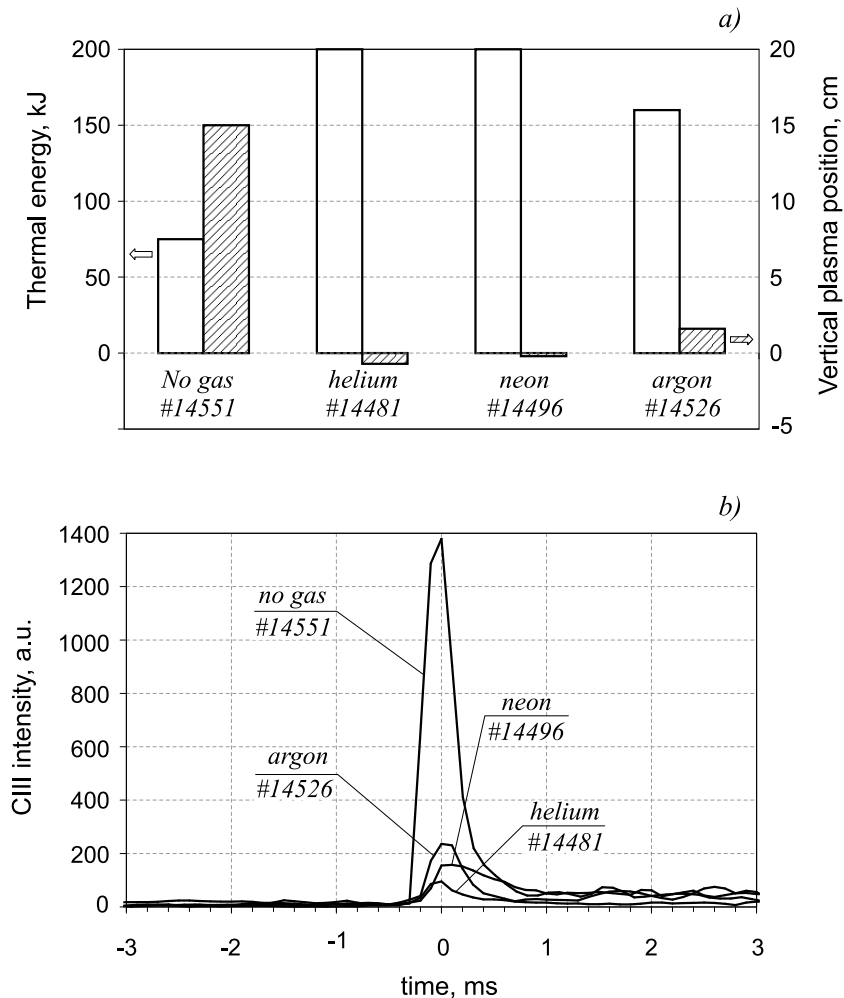 a)
Thermal energy, kJ
200
150
100
50
0
20
15
10
5
0
-5
Vertical plasma position, cm
No gas
#14551
helium
#14481
neon
#14496
argon
#14526
b)
CIII intensity, a.u.
1400
1200
1000
800
600
400
200
0
no gas
#14551
neon
#14496
argon
#14526
helium
#14481
-3 -2 -1 0 1 2 3
time, ms